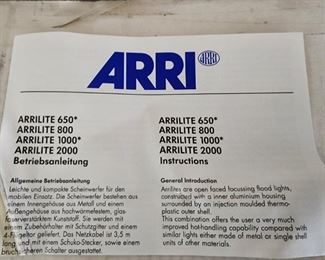 ARRI ARRI
ARRILITE 650*
ARRILITE 800
ARRILITE 1000*
ARRILITE 2000
Betriebsanleitung
Allgemeine Betriebsanleitung
Leichte und kompakte Scheinwerfer für den
mobilen Einsatz. Die Scheinwerfer bestehen aus
einem Innengehäuse aus Metall und einem
Außengehäuse aus hochwärmefestem, glas-
faserverstärktem Kunststoff. Sie werden mit
einem Zubehörhalter mit Schutzgitter und einem
4-Flügeltor geliefert. Das Netzkabel ist 3,5 m
lang und mit einem Schuko-Stecker, sowie einem
bruchsicheren Schalter ausgestattet.
ARRILITE 650*
ARRILITE 800
ARRILITE 1000*
ARRILITE 2000
Instructions
General Introduction
Arrilites are open faced focussing flood lights,
constructed with a inner aluminium housing
surrounded by an injection moulded thermo-
plastic outer shell.
This combination offers the user a very much
improved hot-handling capability compared with
similar lights either made of metal or single shell
units of other materials.